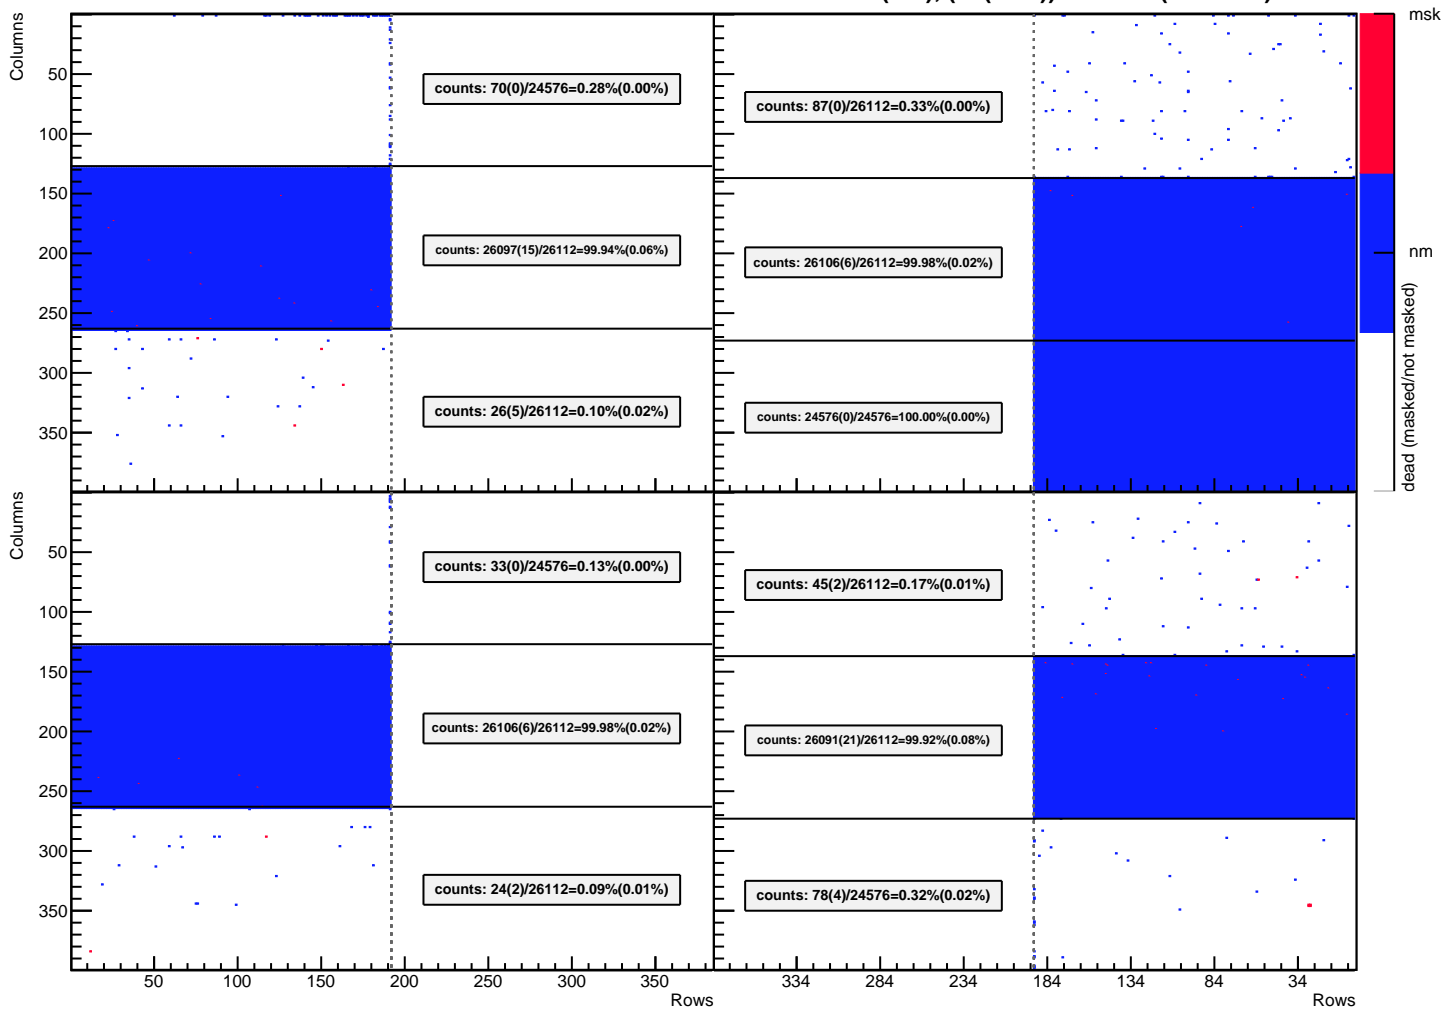 msk
Columns
50
counts: 70(0)/24576=0.28%(0.00%)
counts: 87(0)/26112=0.33%(0.00%)
100
150
200
counts: 26097(15)/26112=99.94%(0.06%)
counts: 26106(6)/26112=99.98%(0.02%)
nm
250
300
350
counts: 26(5)/26112=0.10%(0.02%)
counts: 24576(0)/24576=100.00%(0.00%)
dead (masked/not masked)
Columns
50
counts: 33(0)/24576=0.13%(0.00%)
counts: 45(2)/26112=0.17%(0.01%)
100
150
200
counts: 26106(6)/26112=99.98%(0.02%)
counts: 26091(21)/26112=99.92%(0.08%)
250
300
350
counts: 24(2)/26112=0.09%(0.01%)
counts: 78(4)/24576=0.32%(0.02%)
50 100 150 200 250 300 350
334 284 234 184 134 84 34
Rows
Rows